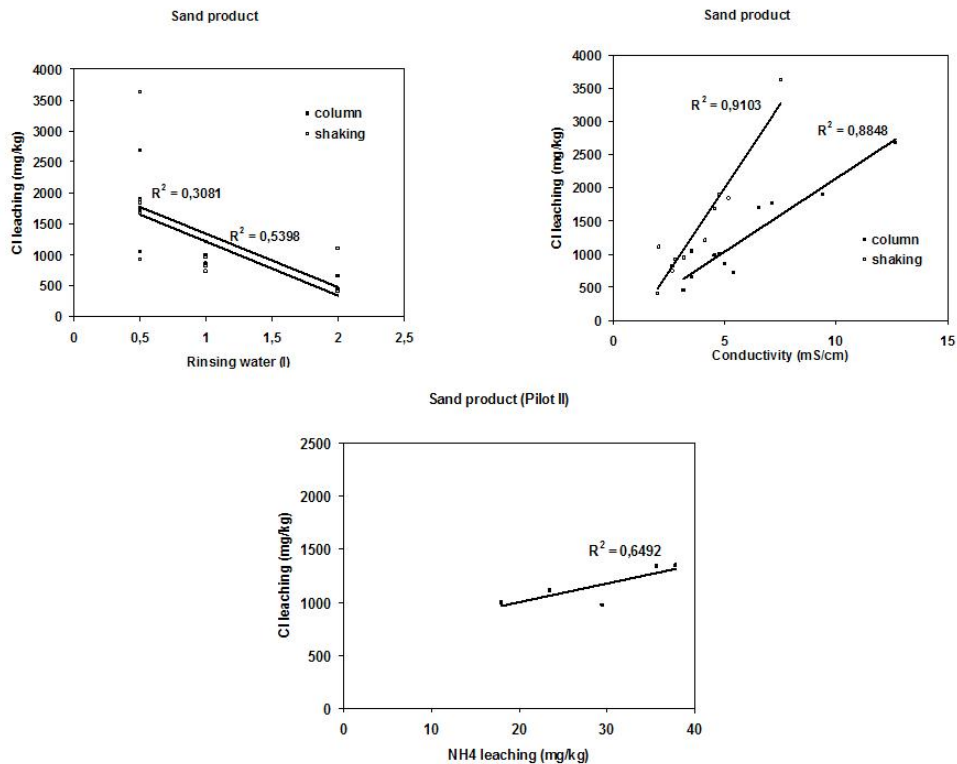 Sand product
4000
3500
3000
2500
2000
1500
1000
500
0
Cl leaching (mg/kg)
column
shaking
R² = 0,3081
R² = 0,5398
0
0,5
1
1,5
2
2,5
Rinsing water (l)
Sand product
4000
3500
3000
2500
2000
1500
1000
500
0
Cl leaching (mg/kg)
R² = 0,9103
R² = 0,8848
column
shaking
0
5
10
15
Conductivity (mS/cm)
Sand product (Pilot II)
2500
2000
1500
1000
500
0
Cl leaching (mg/kg)
R² = 0,6492
0
10
20
30
40
NH4 leaching (mg/kg)